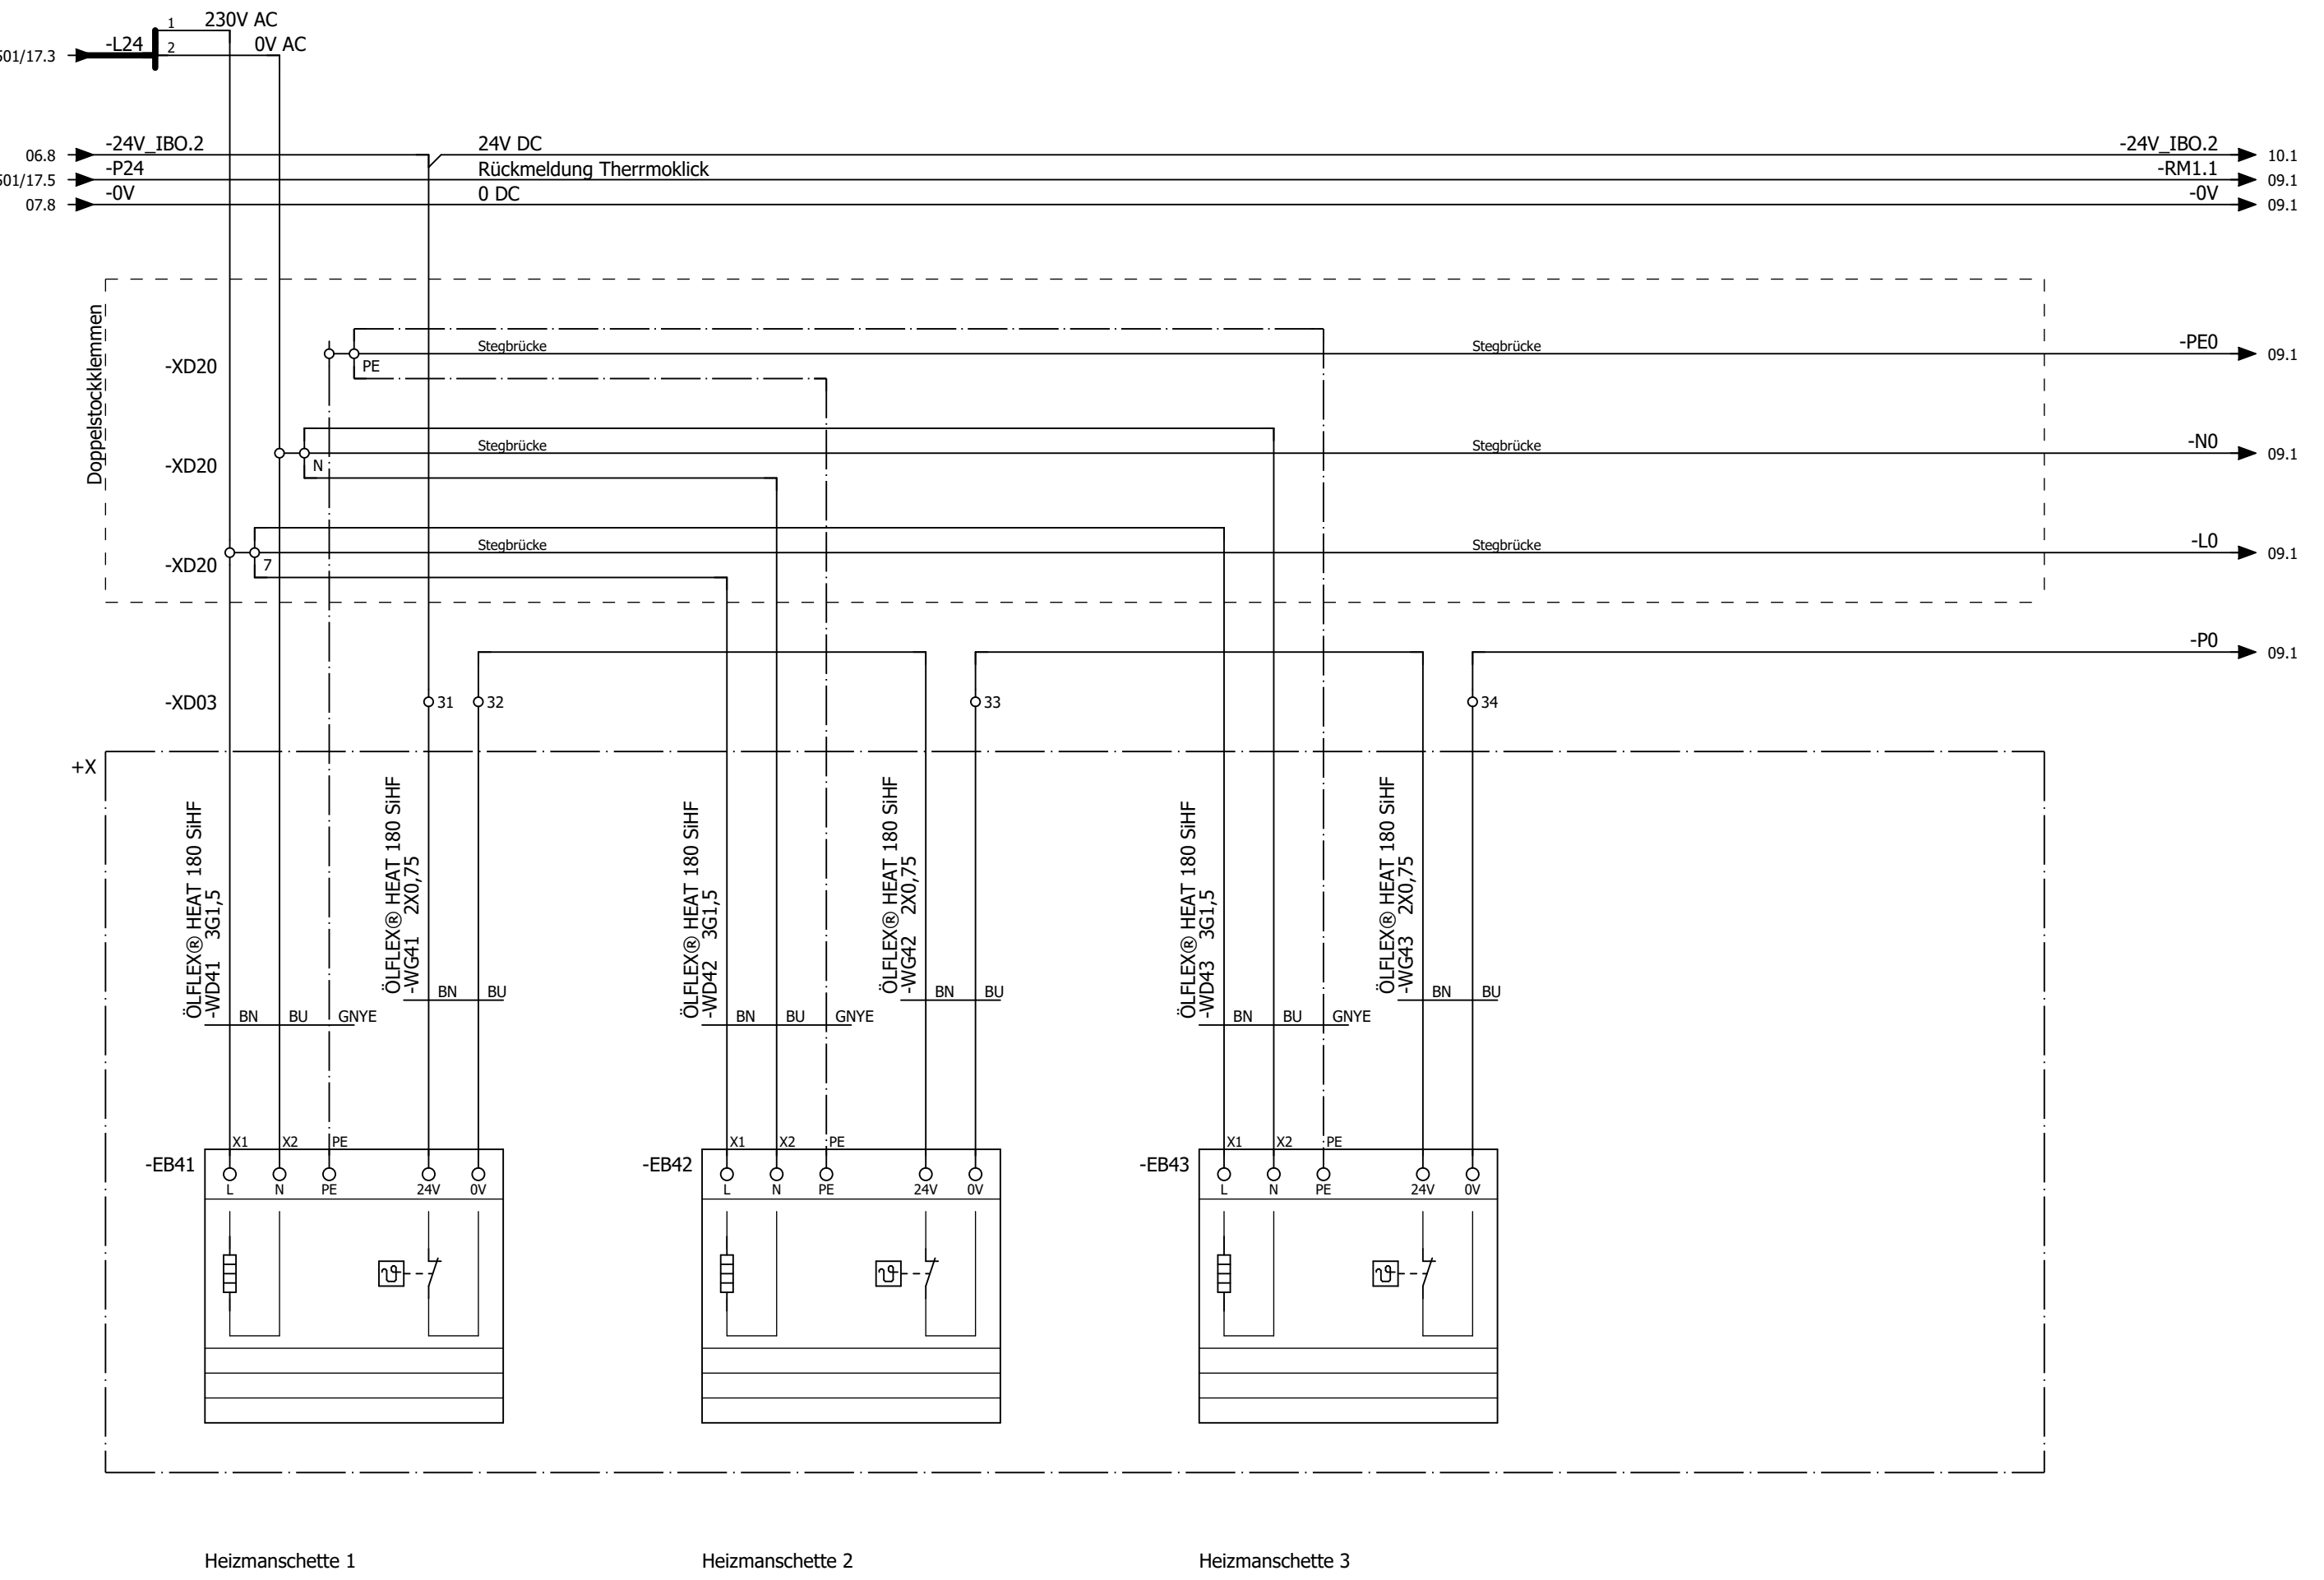 1 230V AC
-L24 2 0V AC
501/17.3
06.8 -24V_IBO.2 24V DC -24V_IBO.2 10.1
501/17.5 -P24 Rückmeldung Therrmoklick -RM1.1 09.1
07.8 -0V 0 DC -0V 09.1
Doppelstockklemmen
-XD20 PE Stegbrücke Stegbrücke -PE0 09.1
-XD20 N Stegbrücke Stegbrücke -N0 09.1
-XD20 7 Stegbrücke Stegbrücke -L0 09.1
-P0 09.1
-XD03 31 32 33 34
+X
ÖLFLEX® HEAT 180 SiHF
-WD41 3G1,5
ÖLFLEX® HEAT 180 SiHF
-WG41 2X0,75
ÖLFLEX® HEAT 180 SiHF
-WD42 3G1,5
ÖLFLEX® HEAT 180 SiHF
-WG42 2X0,75
ÖLFLEX® HEAT 180 SiHF
-WD43 3G1,5
ÖLFLEX® HEAT 180 SiHF
-WG43 2X0,75
BN BU BN BU BN BU
BN BU GNYE BN BU GNYE BN BU GNYE
X1 X2 PE X1 X2 PE X1 X2 PE
-EB41 -EB42 -EB43
L N PE 24V 0V L N PE 24V 0V L N PE 24V 0V
Heizmanschette 1 Heizmanschette 2 Heizmanschette 3